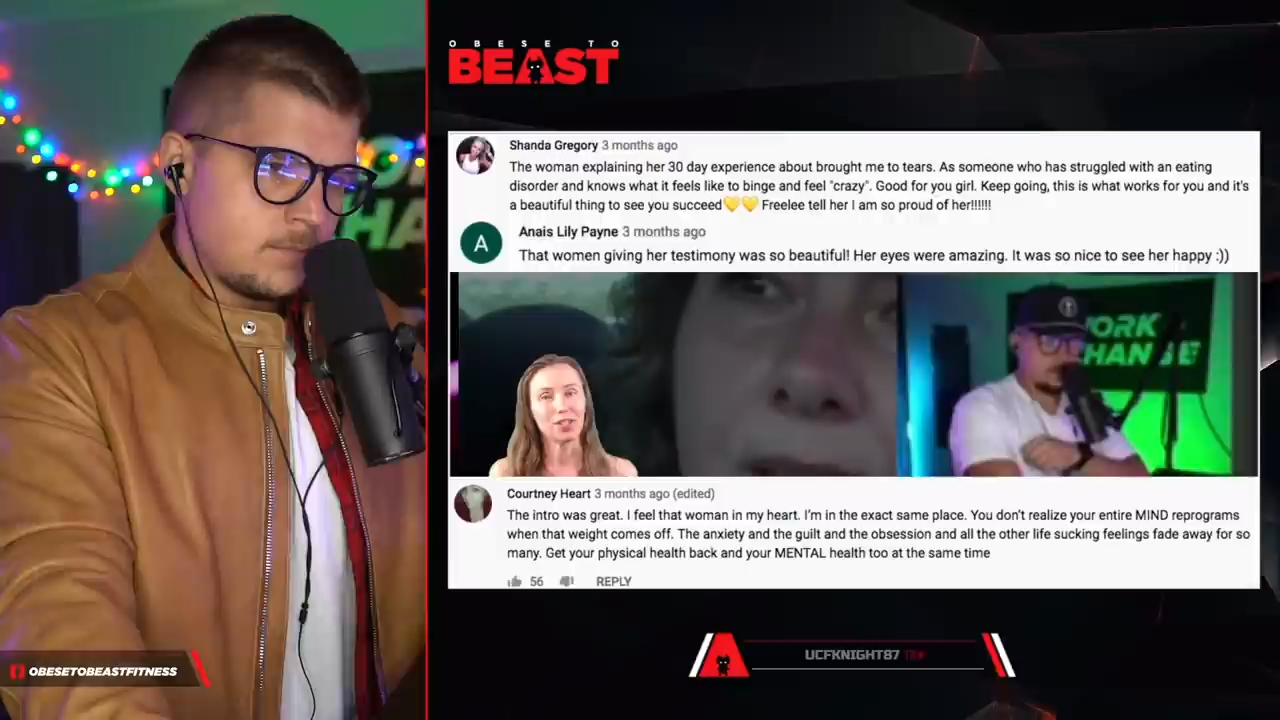 OBESE TO
BEAST
WORK
CHA
Shanda Gregory 3 months ago
The woman explaining her 30 day experience about brought me to tears. As someone who has struggled with an eating
disorder and knows what it feels like to binge and feel "crazy". Good for you girl. Keep going, this is what works for you and it's
a beautiful thing to see you succeed💛💛 Freelee tell her I am so proud of her!!!!!!
A
Anais Lily Payne 3 months ago
That women giving her testimony was so beautiful! Her eyes were amazing. It was so nice to see her happy :))
ORK
HAN
E
Courtney Heart 3 months ago (edited)
The intro was great. I feel that woman in my heart. I'm in the exact same place. You don't realize your entire MIND reprograms
when that weight comes off. The anxiety and the guilt and the obsession and all the other life sucking feelings fade away for so
many. Get your physical health back and your MENTAL health too at the same time
56 REPLY
OBESETOBEASTFITNESS
UCFKNIGHT87